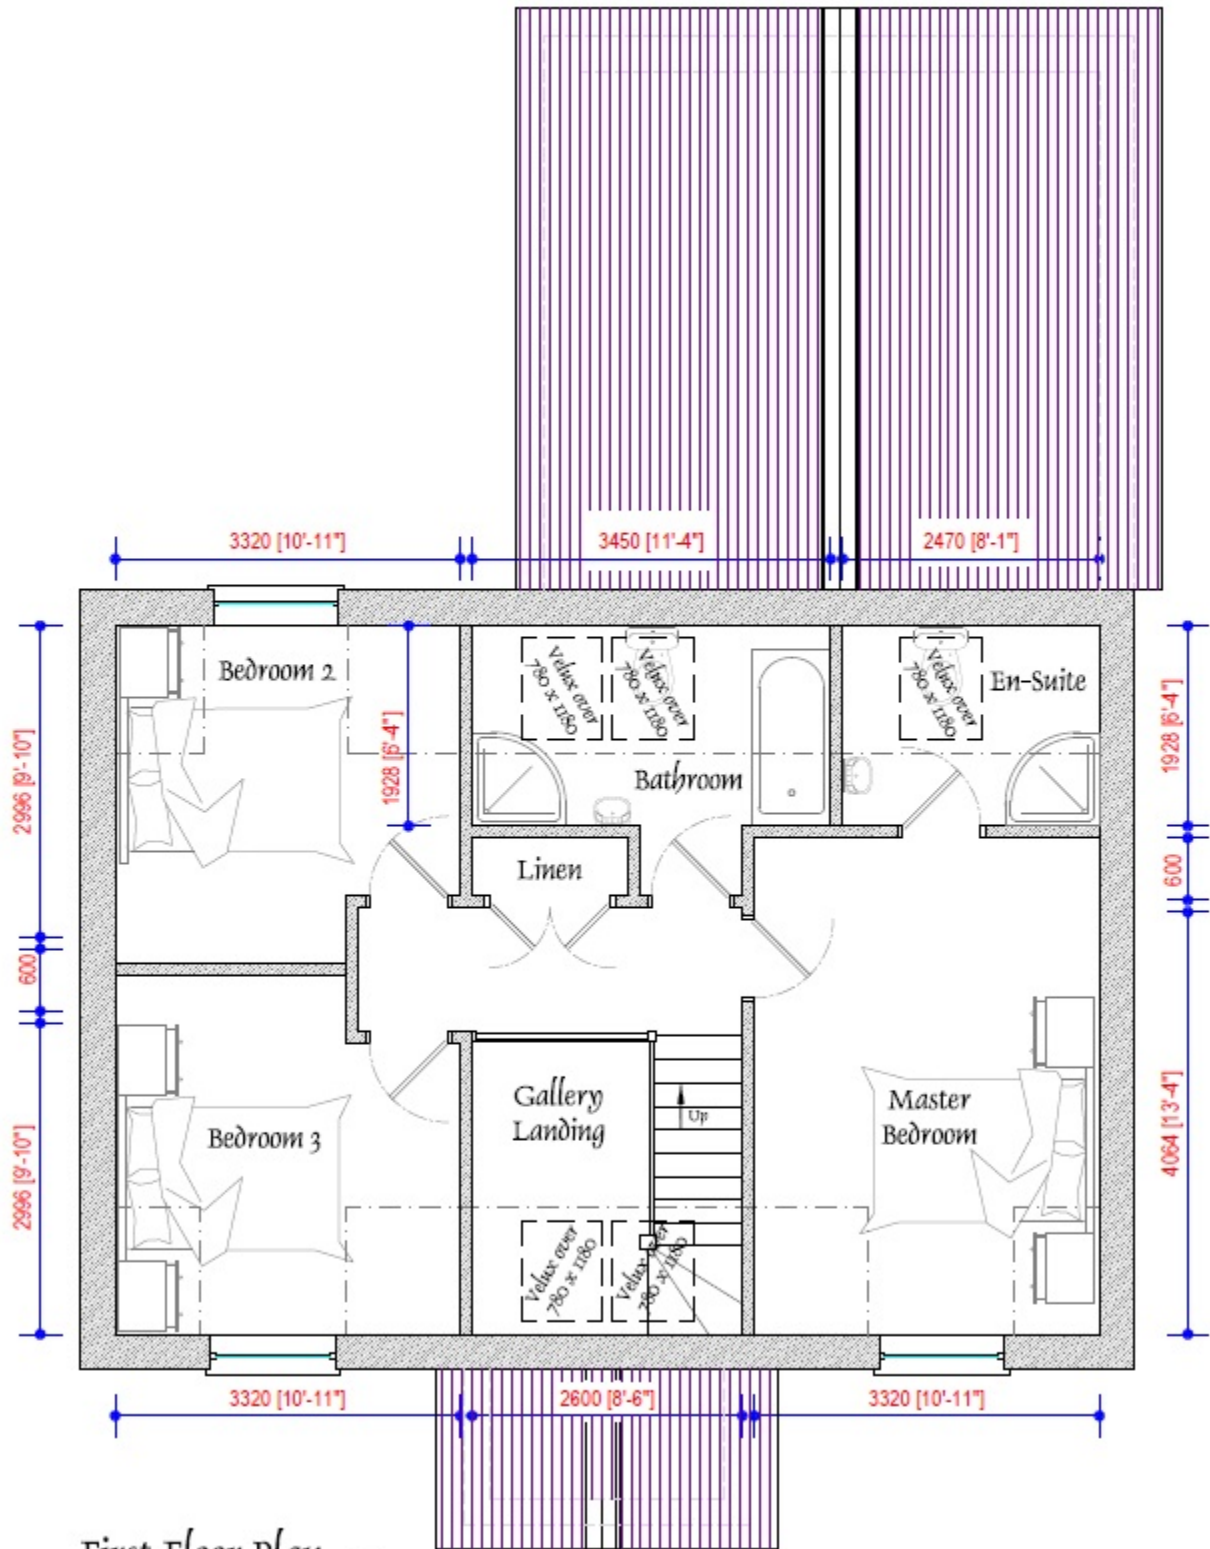 3320 [10'-11"]
3450 [11'-4"]
2470 [8'-1"]
2996 [9'-10"]
600
2996 [9'-10"]
Bedroom 2
1928 [6'-4"]
Velux over
780 x 1180
Velux over
780 x 1180
Bathroom
Velux over
780 x 1180
En-Suite
1928 [6'-4"]
600
4064 [13'-4"]
Linen
Bedroom 3
Gallery
Landing
Up
Master
Bedroom
Velux over
780 x 1180
Velux over
780 x 1180
3320 [10'-11"]
2600 [8'-6"]
3320 [10'-11"]
First Floor Plan